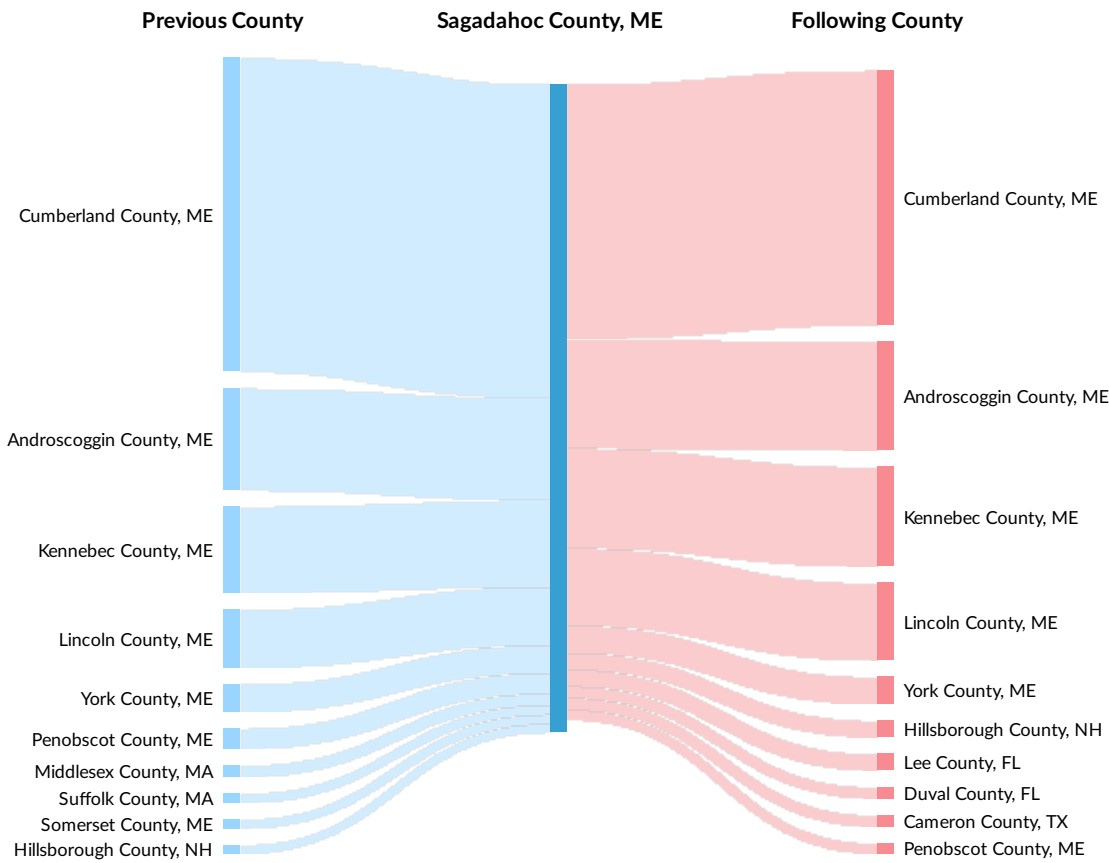 Previous County
Sagadahoc County, ME
Following County
Cumberland County, ME
Androscoggin County, ME
Kennebec County, ME
Lincoln County, ME
York County, ME
Penobscot County, ME
Middlesex County, MA
Suffolk County, MA
Somerset County, ME
Hillsborough County, NH
Cumberland County, ME
Androscoggin County, ME
Kennebec County, ME
Lincoln County, ME
York County, ME
Hillsborough County, NH
Lee County, FL
Duval County, FL
Cameron County, TX
Penobscot County, ME